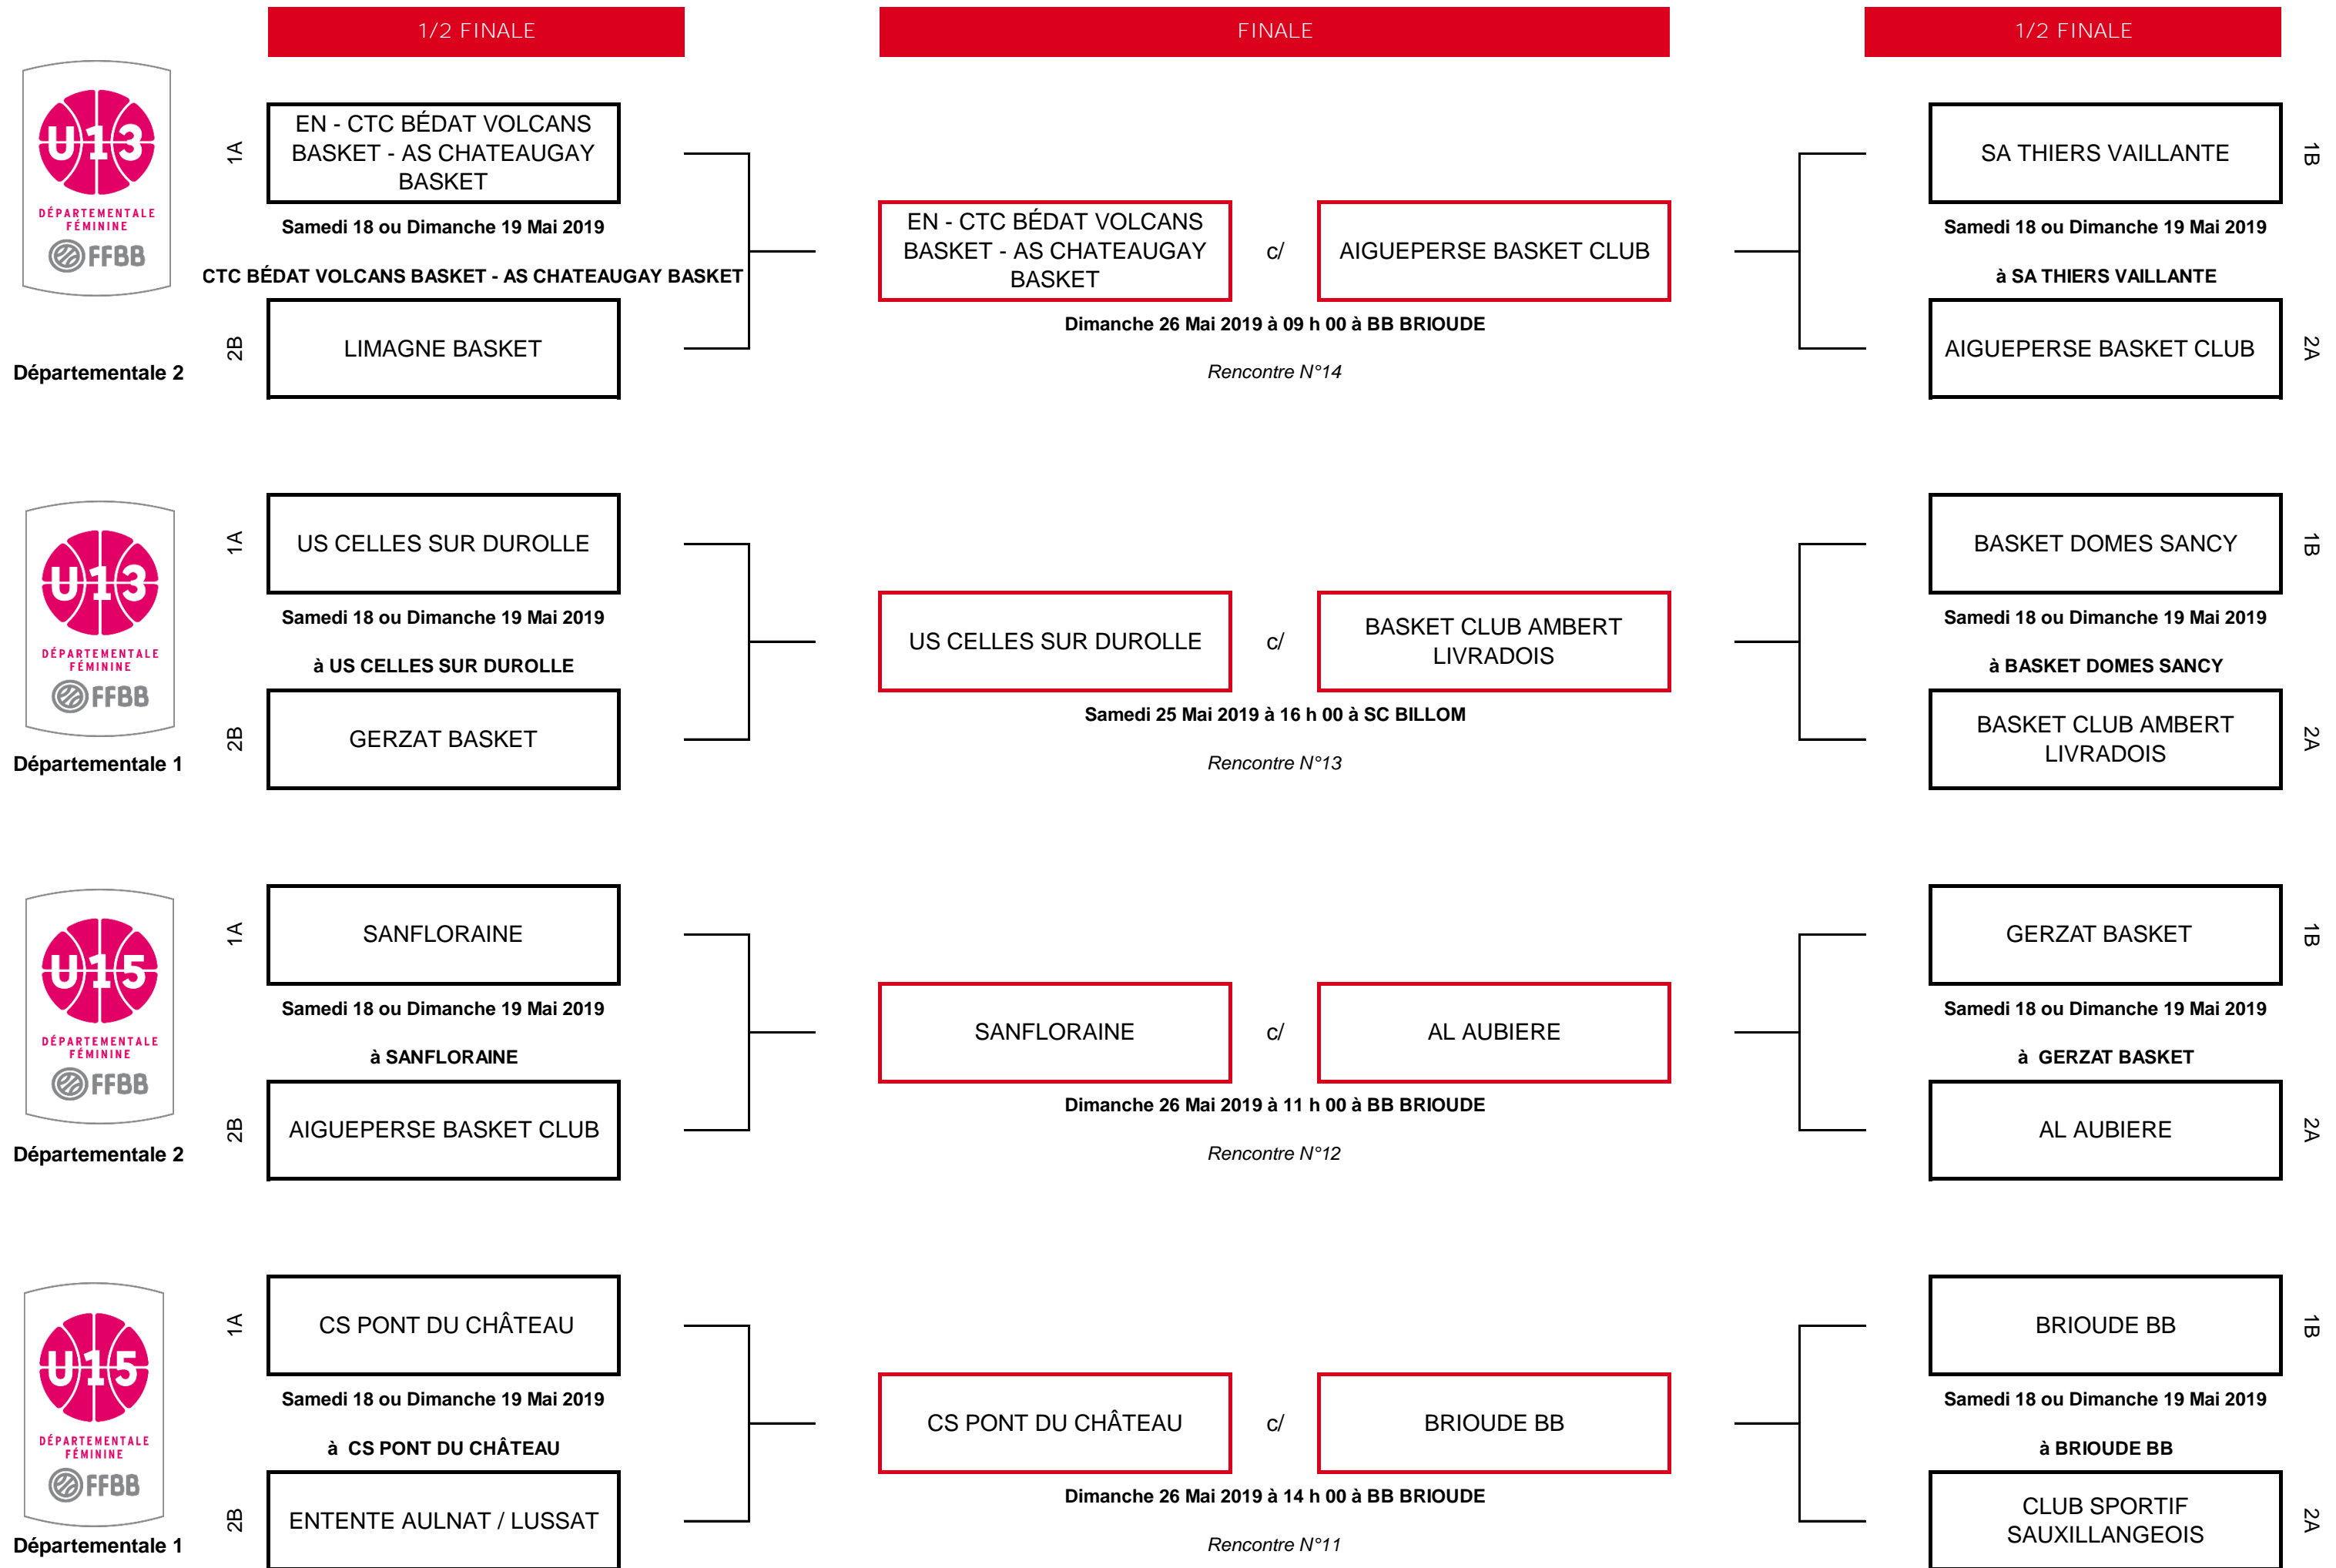 1/2 FINALE
FINALE
1/2 FINALE
U13
DÉPARTEMENTALE
FÉMININE
FFBB
Départementale 2
1A
EN - CTC BÉDAT VOLCANS
BASKET - AS CHATEAUGAY
BASKET
Samedi 18 ou Dimanche 19 Mai 2019
CTC BÉDAT VOLCANS BASKET - AS CHATEAUGAY BASKET
2B
LIMAGNE BASKET
EN - CTC BÉDAT VOLCANS
BASKET - AS CHATEAUGAY
BASKET
c/
AIGUEPERSE BASKET CLUB
Dimanche 26 Mai 2019 à 09 h 00 à BB BRIOUDE
Rencontre N°14
SA THIERS VAILLANTE
1B
Samedi 18 ou Dimanche 19 Mai 2019
à SA THIERS VAILLANTE
AIGUEPERSE BASKET CLUB
2A
U13
DÉPARTEMENTALE
FÉMININE
FFBB
Départementale 1
1A
US CELLES SUR DUROLLE
Samedi 18 ou Dimanche 19 Mai 2019
à US CELLES SUR DUROLLE
2B
GERZAT BASKET
US CELLES SUR DUROLLE
c/
BASKET CLUB AMBERT
LIVRADOIS
Samedi 25 Mai 2019 à 16 h 00 à SC BILLOM
Rencontre N°13
BASKET DOMES SANCY
1B
Samedi 18 ou Dimanche 19 Mai 2019
à BASKET DOMES SANCY
BASKET CLUB AMBERT
LIVRADOIS
2A
U15
DÉPARTEMENTALE
FÉMININE
FFBB
Départementale 2
1A
SANFLORAINE
Samedi 18 ou Dimanche 19 Mai 2019
à SANFLORAINE
2B
AIGUEPERSE BASKET CLUB
SANFLORAINE
c/
AL AUBIERE
Dimanche 26 Mai 2019 à 11 h 00 à BB BRIOUDE
Rencontre N°12
GERZAT BASKET
1B
Samedi 18 ou Dimanche 19 Mai 2019
à GERZAT BASKET
AL AUBIERE
2A
U15
DÉPARTEMENTALE
FÉMININE
FFBB
Départementale 1
1A
CS PONT DU CHÂTEAU
Samedi 18 ou Dimanche 19 Mai 2019
à CS PONT DU CHÂTEAU
2B
ENTENTE AULNAT / LUSSAT
CS PONT DU CHÂTEAU
c/
BRIOUDE BB
Dimanche 26 Mai 2019 à 14 h 00 à BB BRIOUDE
Rencontre N°11
BRIOUDE BB
1B
Samedi 18 ou Dimanche 19 Mai 2019
à BRIOUDE BB
CLUB SPORTIF
SAUXILLANGEOIS
2A